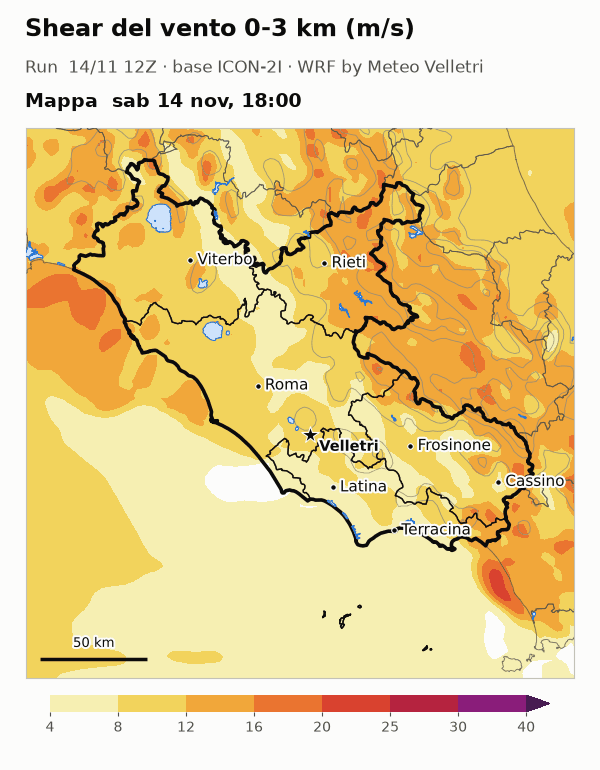 Shear del vento 0-3 km (m/s)
Run  14/11 12Z · base ICON-2I · WRF by Meteo Velletri
Mappa  sab 14 nov, 18:00
Viterbo
Rieti
Roma
Velletri
Frosinone
Cassino
Latina
Terracina
50 km
4 8 12 16 20 25 30 40